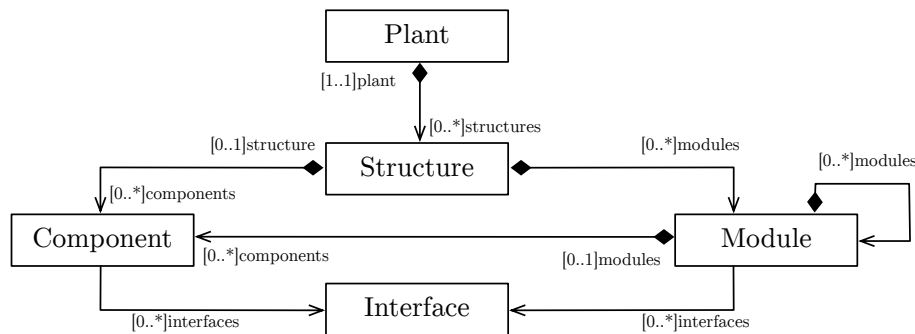 Plant
[1..1]plant
[0..*]structures
[0..1]structure
[0..*]modules
[0..*]modules
Structure
[0..*]components
Component
Module
[0..*]components
[0..1]modules
Interface
[0..*]interfaces
[0..*]interfaces